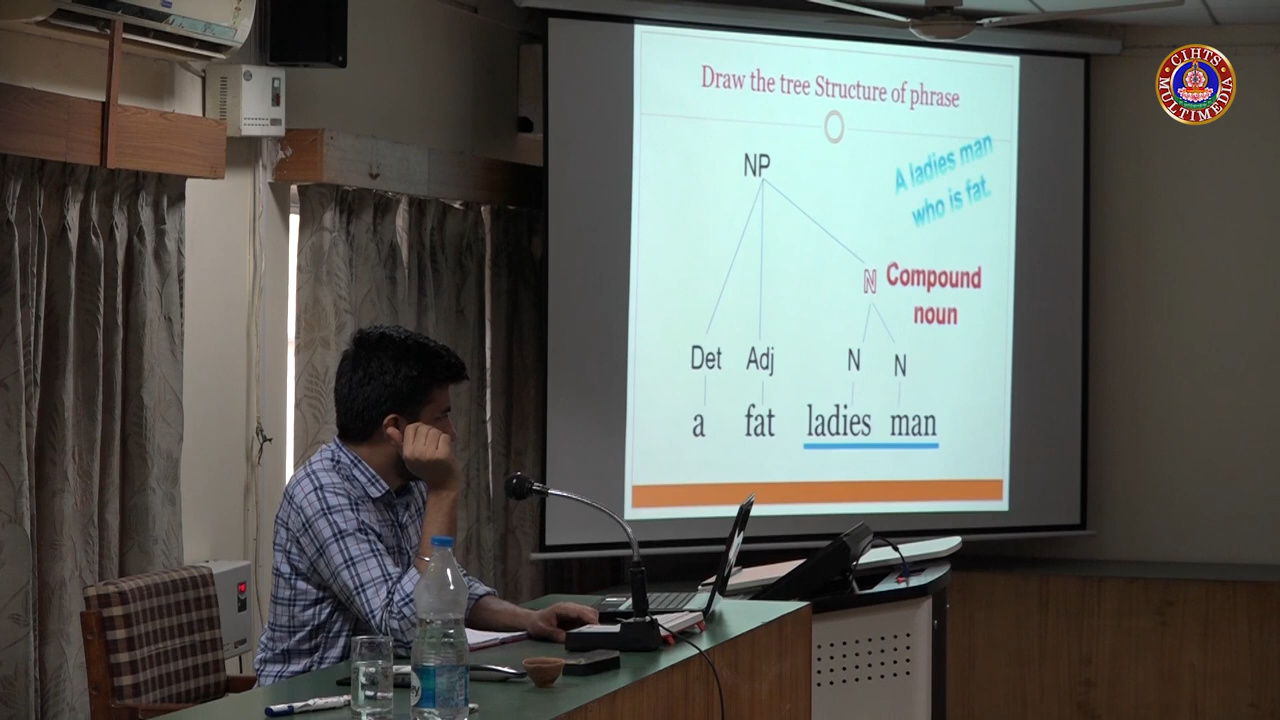 Draw the tree Structure of phrase
NP
A ladies man
who is fat.
N Compound
noun
Det Adj N N
a fat ladies man
CIHTS
MULTIMEDIA